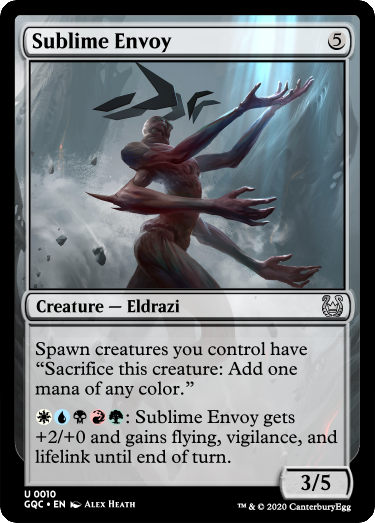 Sublime Envoy 5
Creature — Eldrazi
Spawn creatures you control have
“Sacrifice this creature: Add one
mana of any color.”
: Sublime Envoy gets
+2/+0 and gains flying, vigilance, and
lifelink until end of turn.
3/5
U 0010
GQC • EN Alex Heath
™ & © 2020 CanterburyEgg